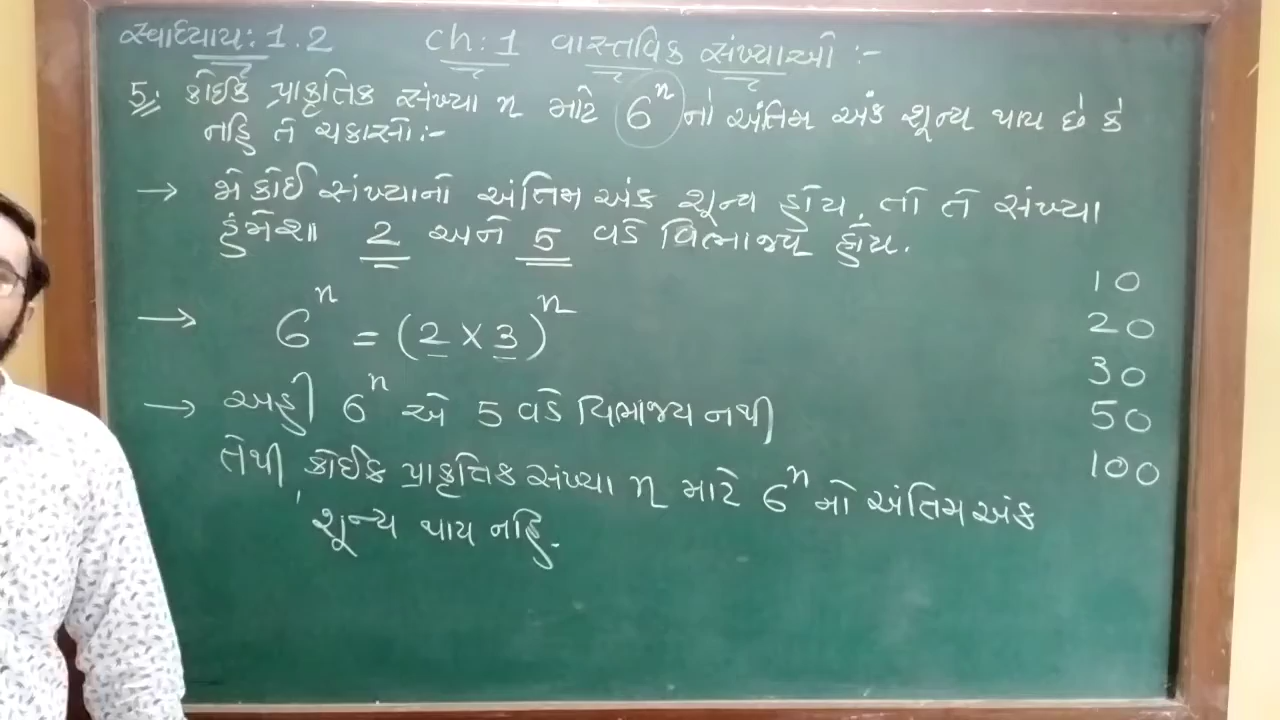 સ્વાધ્યાય: 1.2 ch: 1 વાસ્તવિક સંખ્યાઓ :-
5. કોઈક પ્રાકૃતિક સંખ્યા n માટે 6ⁿ નો અંતિમ અંક શૂન્ય થાય છે કે
નહિ તે ચકાસો:-
→ જો કોઈ સંખ્યાનો અંતિમ અંક શૂન્ય હોય, તો તે સંખ્યા
હંમેશા 2 અને 5 વડે વિભાજ્ય હોય.
→ 6ⁿ = (2 × 3)ⁿ
→ અહીં 6ⁿ એ 5 વડે વિભાજ્ય નથી
તેથી, કોઈક પ્રાકૃતિક સંખ્યા n માટે 6ⁿ નો અંતિમ અંક
શૂન્ય થાય નહિ.
10
20
30
50
100